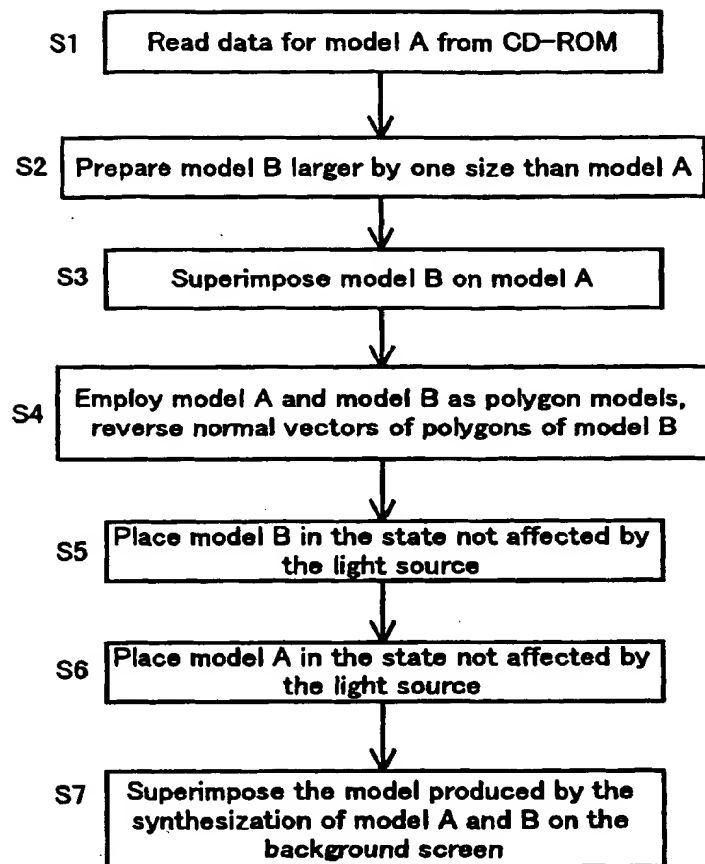 S1 Read data for model A from CD-ROM
S2 Prepare model B larger by one size than model A
S3 Superimpose model B on model A
S4 Employ model A and model B as polygon models,
reverse normal vectors of polygons of model B
S5 Place model B in the state not affected by
the light source
S6 Place model A in the state not affected by
the light source
S7 Superimpose the model produced by the
synthesization of model A and B on the
background screen